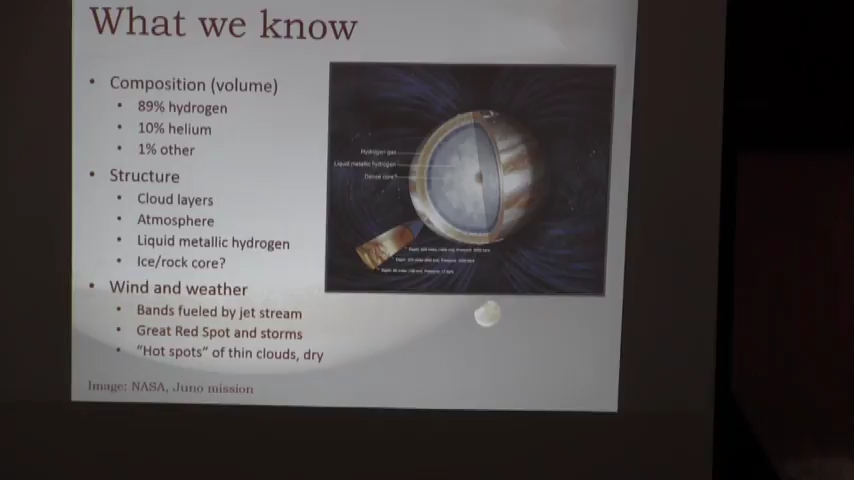 What we know
• Composition (volume)
• 89% hydrogen
• 10% helium
• 1% other
• Structure
• Cloud layers
• Atmosphere
• Liquid metallic hydrogen
• Ice/rock core?
• Wind and weather
• Bands fueled by jet stream
• Great Red Spot and storms
• "Hot spots" of thin clouds, dry
Image: NASA, Juno mission
Hydrogen gas
Liquid metallic hydrogen
Dense core?